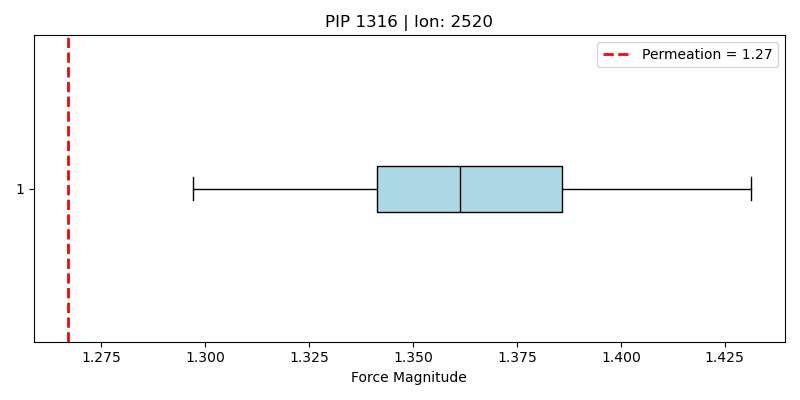 PIP 1316 | Ion: 2520
Permeation = 1.27
1
1.275 1.300 1.325 1.350 1.375 1.400 1.425
Force Magnitude